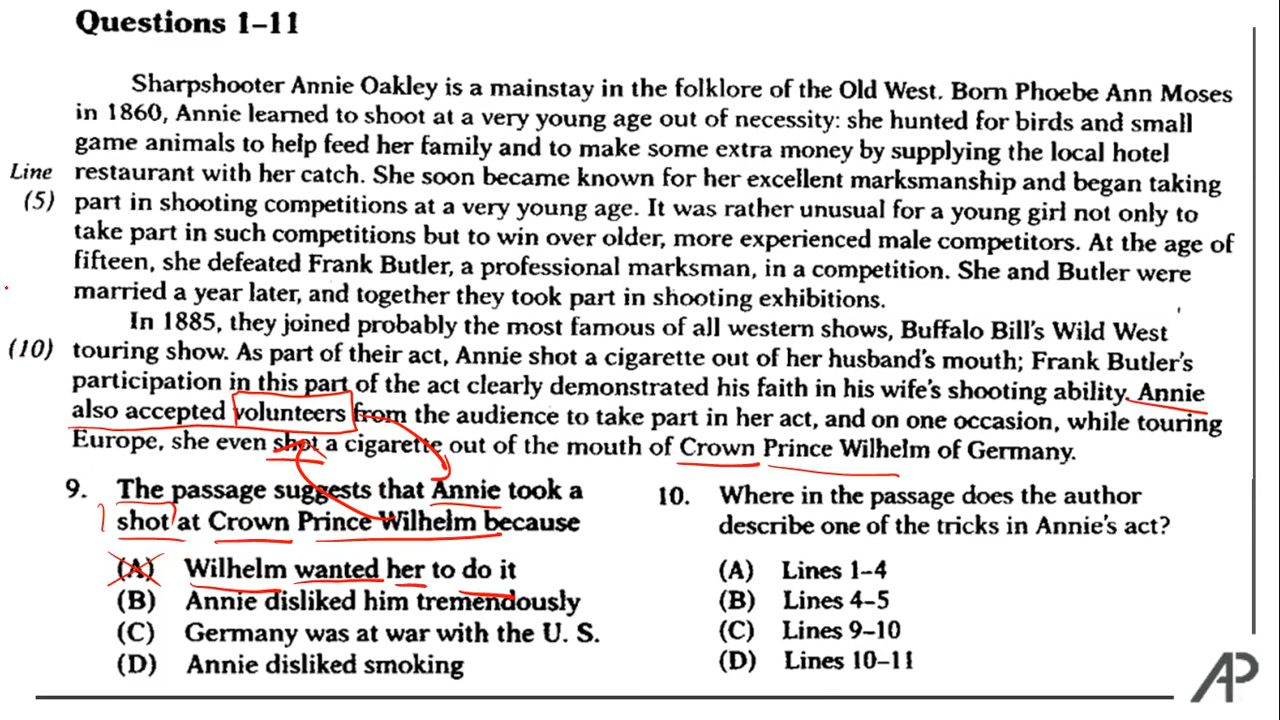 Questions 1–11
Sharpshooter Annie Oakley is a mainstay in the folklore of the Old West. Born Phoebe Ann Moses
in 1860, Annie learned to shoot at a very young age out of necessity: she hunted for birds and small
game animals to help feed her family and to make some extra money by supplying the local hotel
Line restaurant with her catch. She soon became known for her excellent marksmanship and began taking
(5) part in shooting competitions at a very young age. It was rather unusual for a young girl not only to
take part in such competitions but to win over older, more experienced male competitors. At the age of
fifteen, she defeated Frank Butler, a professional marksman, in a competition. She and Butler were
married a year later, and together they took part in shooting exhibitions.
In 1885, they joined probably the most famous of all western shows, Buffalo Bill's Wild West
(10) touring show. As part of their act, Annie shot a cigarette out of her husband's mouth; Frank Butler's
participation in this part of the act clearly demonstrated his faith in his wife's shooting ability. Annie
also accepted volunteers from the audience to take part in her act, and on one occasion, while touring
Europe, she even shot a cigarette out of the mouth of Crown Prince Wilhelm of Germany.
9. The passage suggests that Annie took a
shot at Crown Prince Wilhelm because
(A) Wilhelm wanted her to do it
(B) Annie disliked him tremendously
(C) Germany was at war with the U. S.
(D) Annie disliked smoking
10. Where in the passage does the author
describe one of the tricks in Annie's act?
(A) Lines 1–4
(B) Lines 4–5
(C) Lines 9–10
(D) Lines 10–11
AP